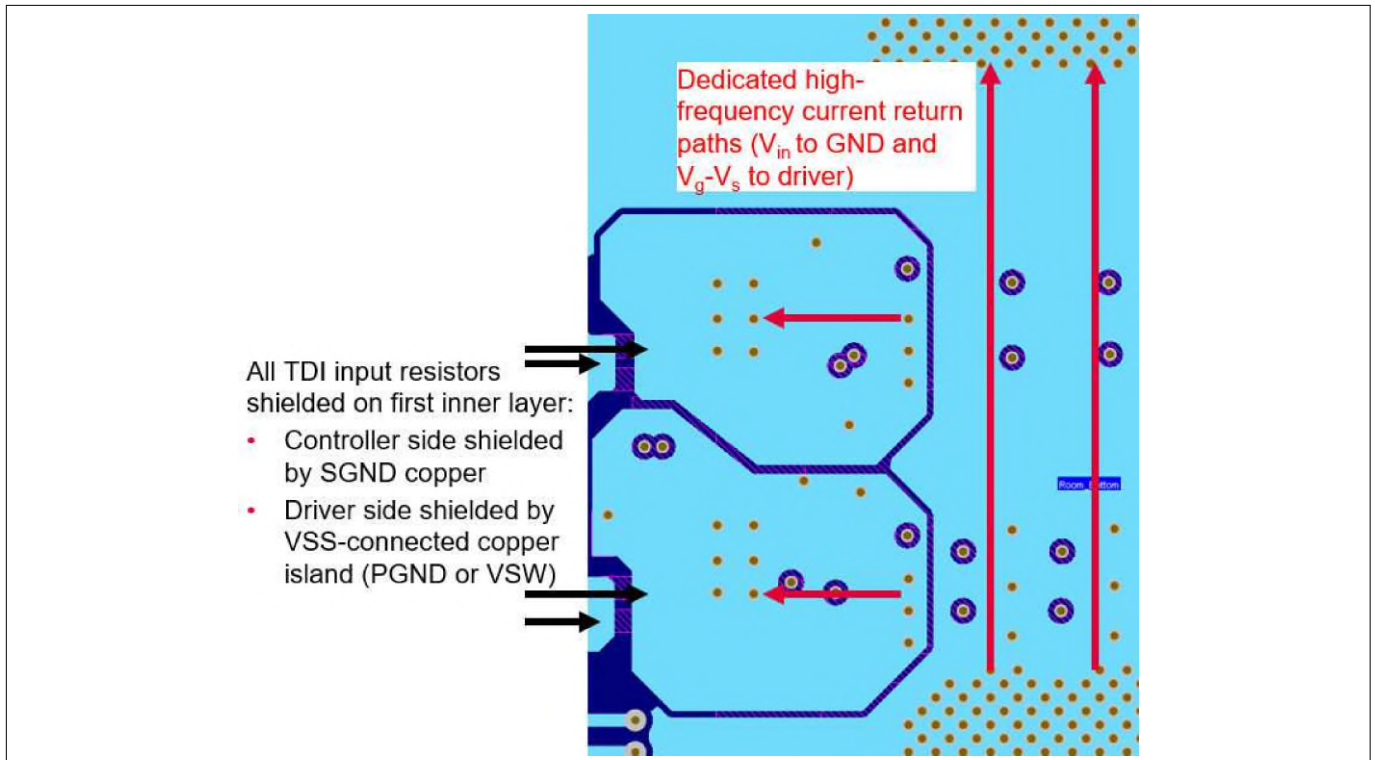 Dedicated high-
frequency current return
paths (Vin to GND and
Vg-Vs to driver)
All TDI input resistors
shielded on first inner layer:
• Controller side shielded
by SGND copper
• Driver side shielded by
VSS-connected copper
island (PGND or VSW)
Room_Bottom